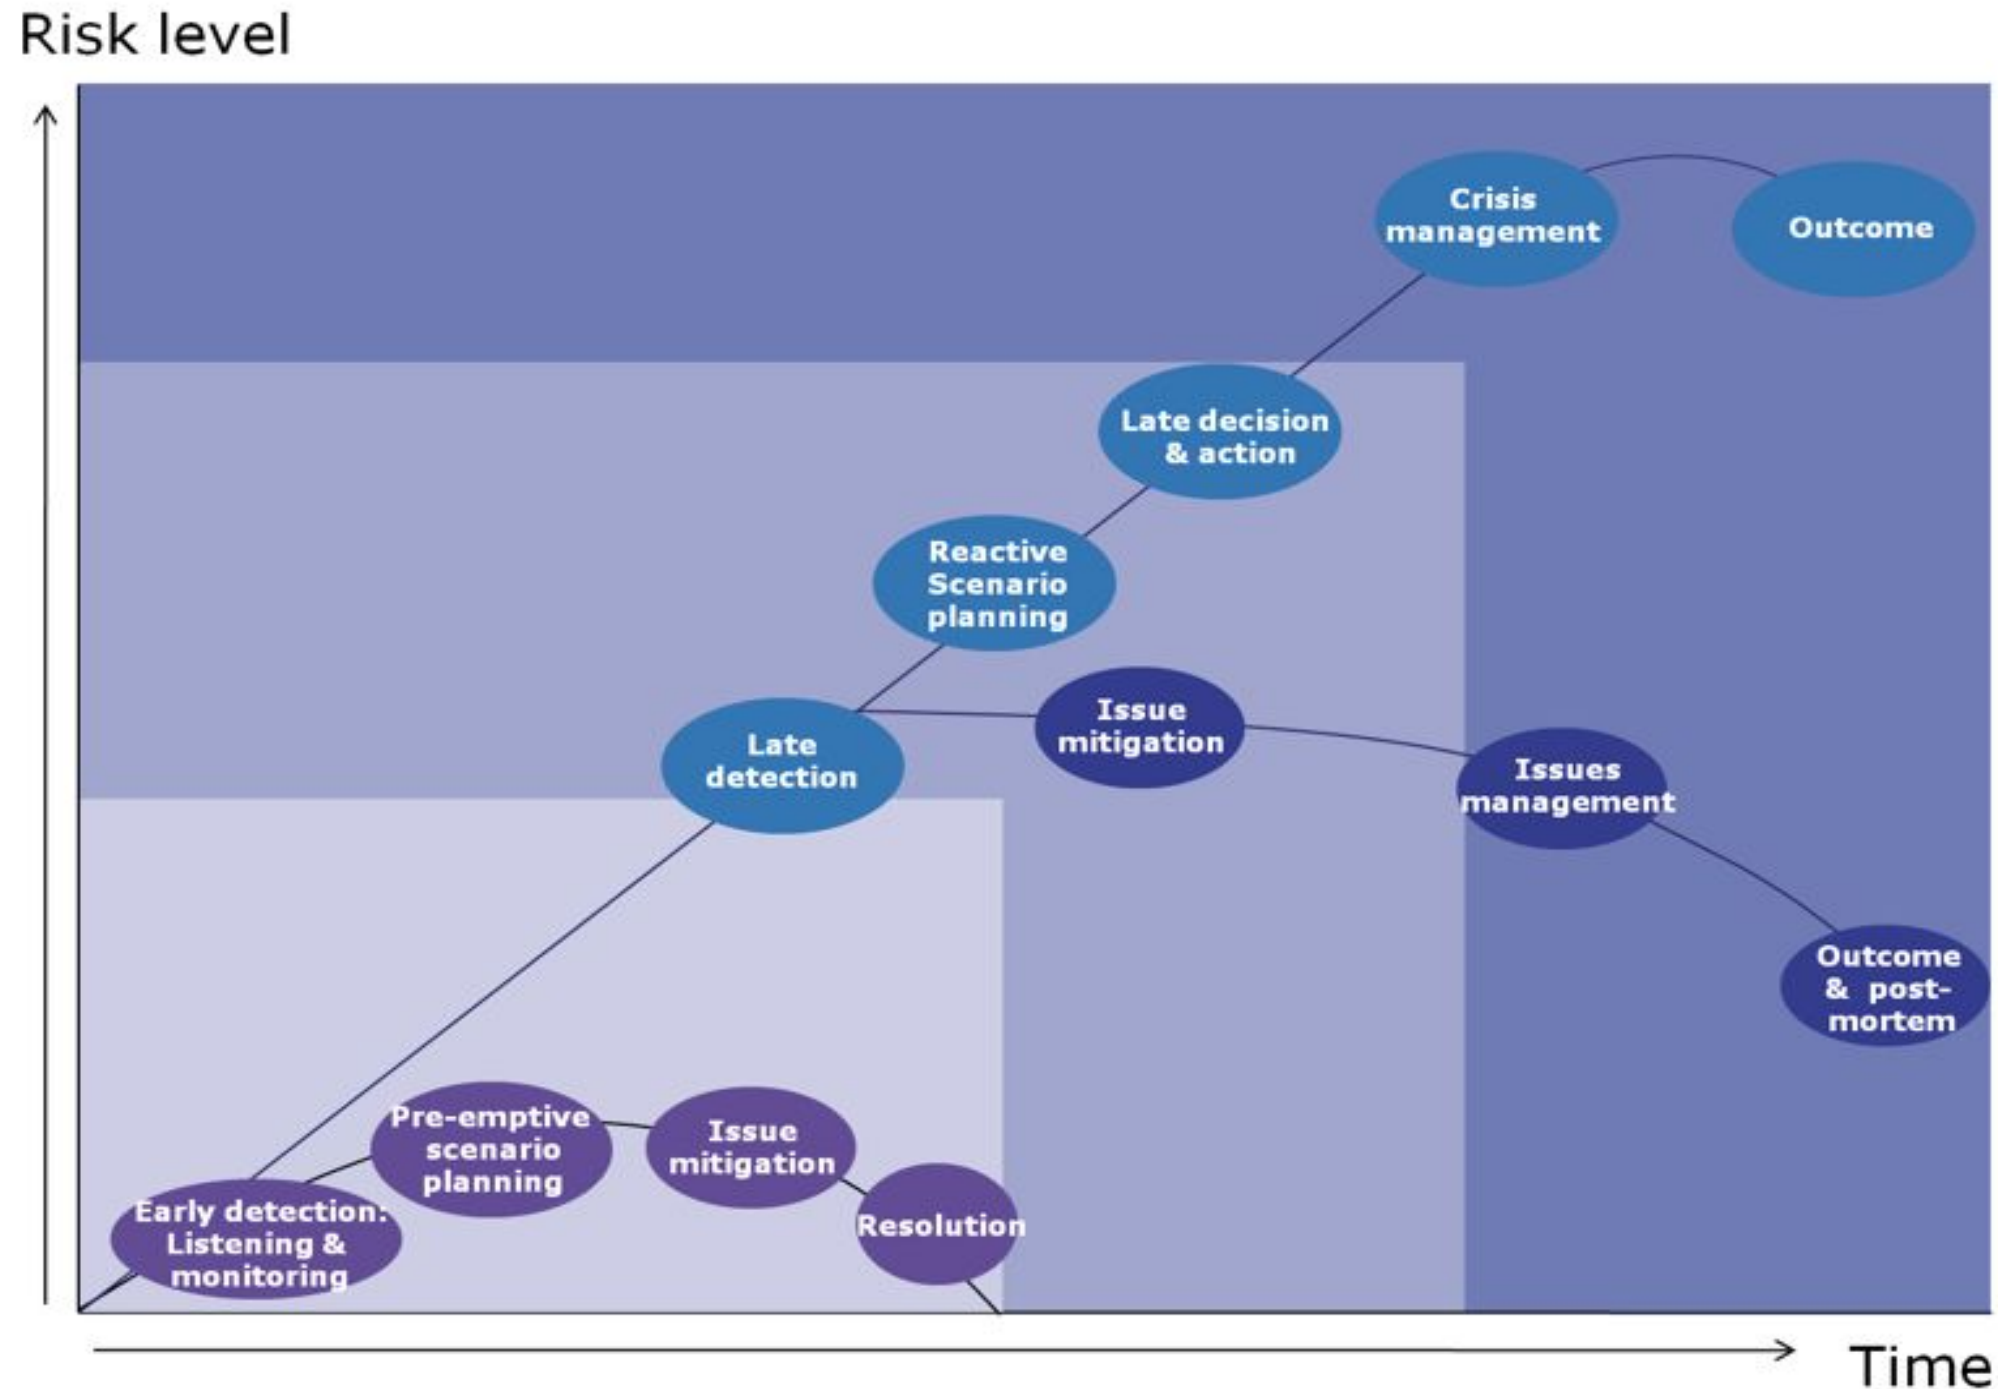 Risk level
Crisis
management
Outcome
Late decision
& action
Reactive
Scenario
planning
Issue
mitigation
Late
detection
Issues
management
Outcome
& post-
mortem
Pre-emptive
scenario
planning
Issue
mitigation
Early detection:
Listening &
monitoring
Resolution
Time